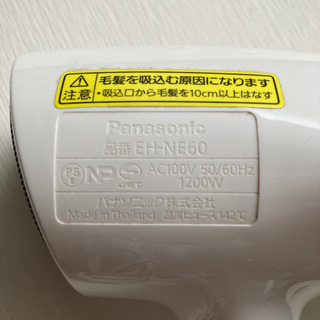 注意
毛髪を吸込む原因になります
・吸込口から毛髪を10cm以上はなす
Panasonic
品番 EH-NE60
PS E NP JET AC100V 50/60Hz
1200W
パナソニック株式会社
Made in Thailand 温度ヒューズ142℃